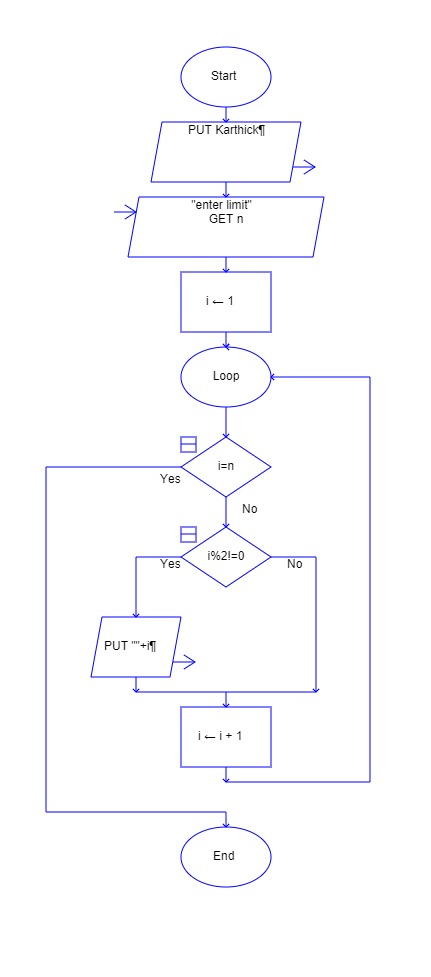 Start
PUT Karthick¶
"enter limit"
GET n
i ← 1
Loop
i=n
Yes
No
i%2!=0
Yes
No
PUT ""+i¶
i ← i + 1
End